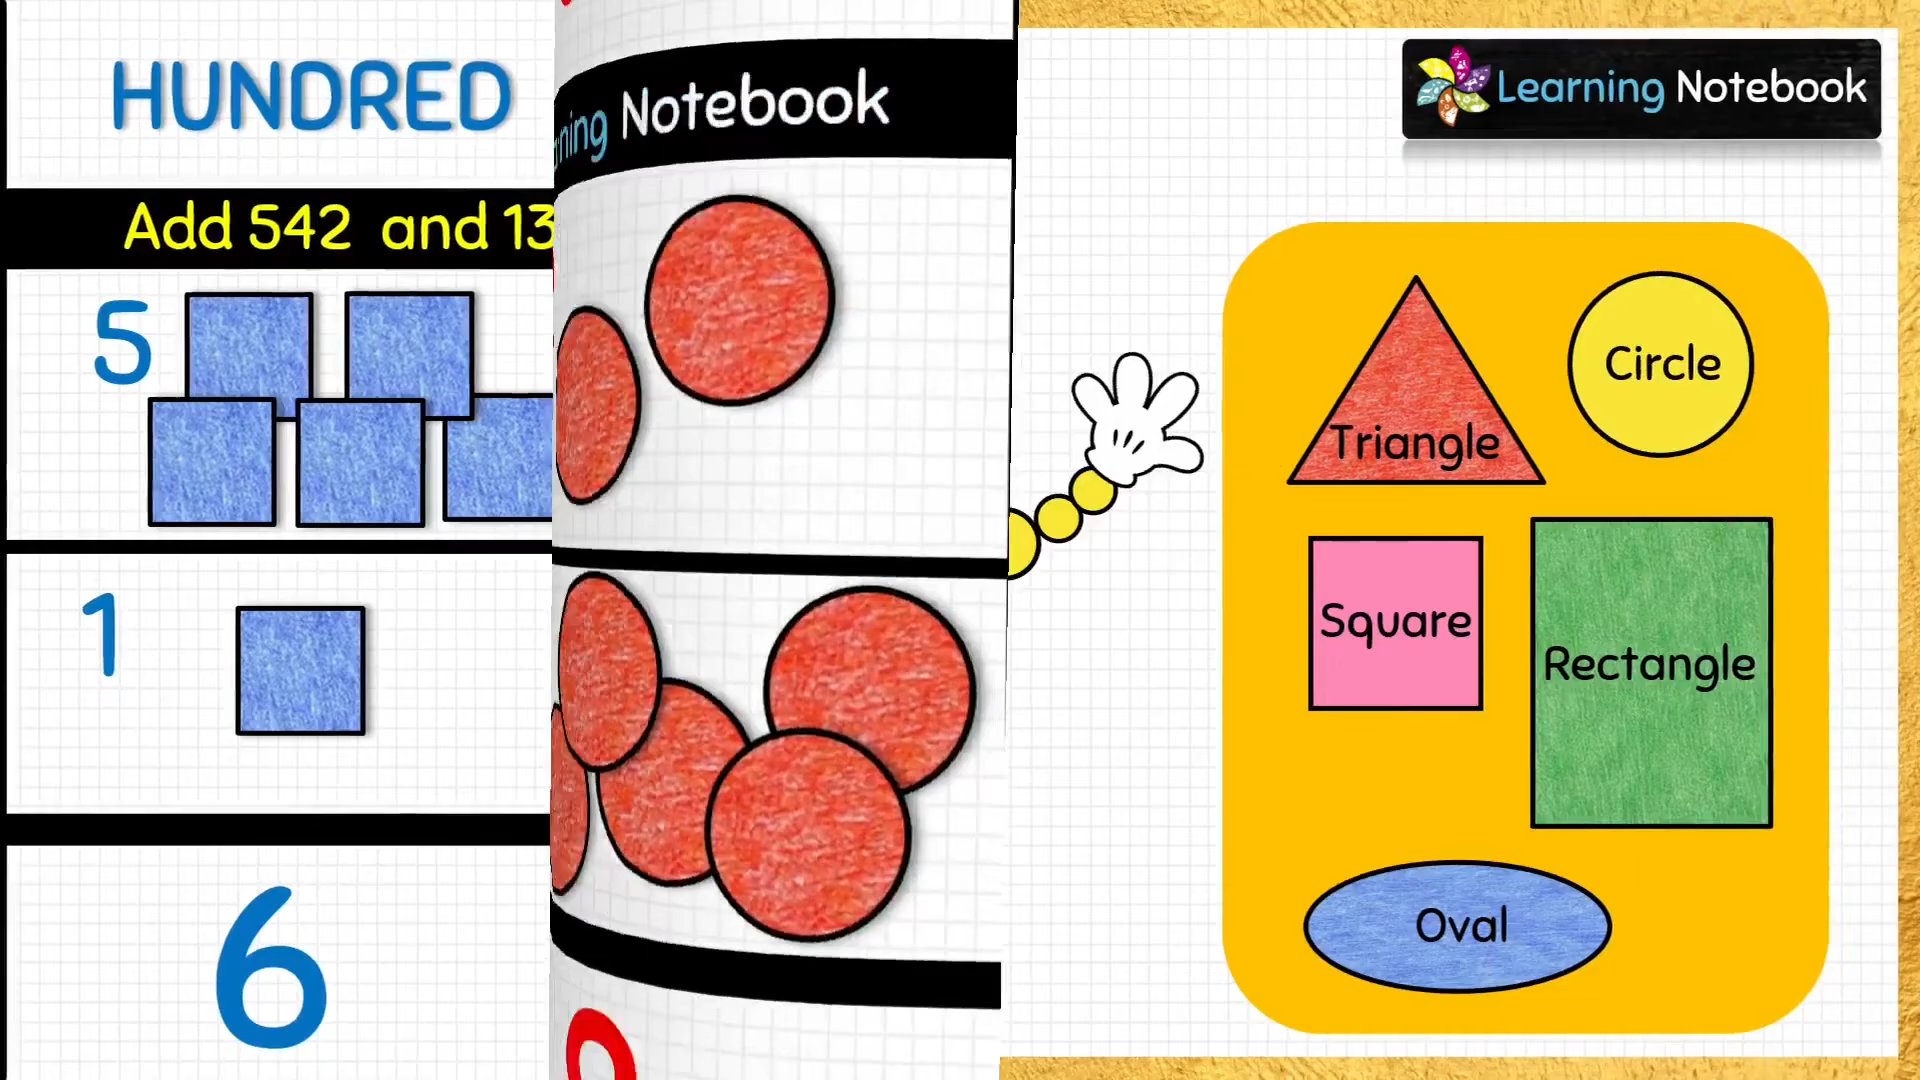 HUNDRED
Add 542 and 13
5
1
6
Notebook
Learning Notebook
Triangle
Circle
Square
Rectangle
Oval